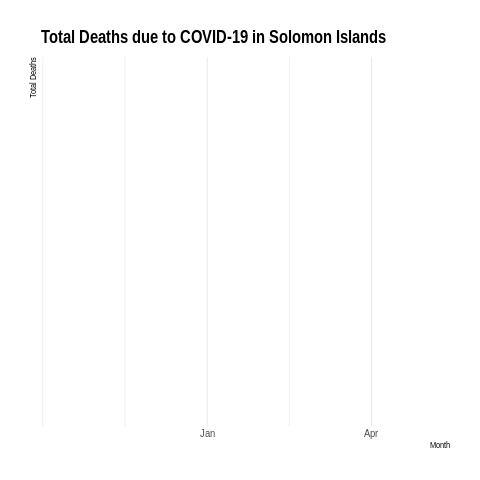 Total Deaths due to COVID-19 in Solomon Islands
Total Deaths
Jan
Apr
Month